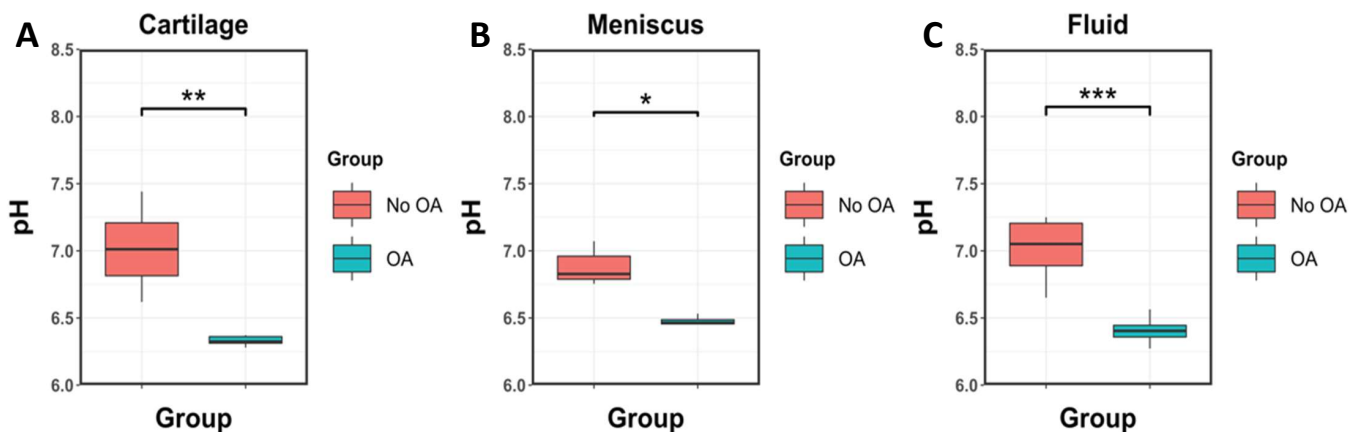 A
Cartilage
8.5
8.0
7.5
7.0
6.5
6.0
pH
**
Group
Group
No OA
OA
B
Meniscus
8.5
8.0
7.5
7.0
6.5
6.0
pH
*
Group
Group
No OA
OA
C
Fluid
8.5
8.0
7.5
7.0
6.5
6.0
pH
***
Group
Group
No OA
OA